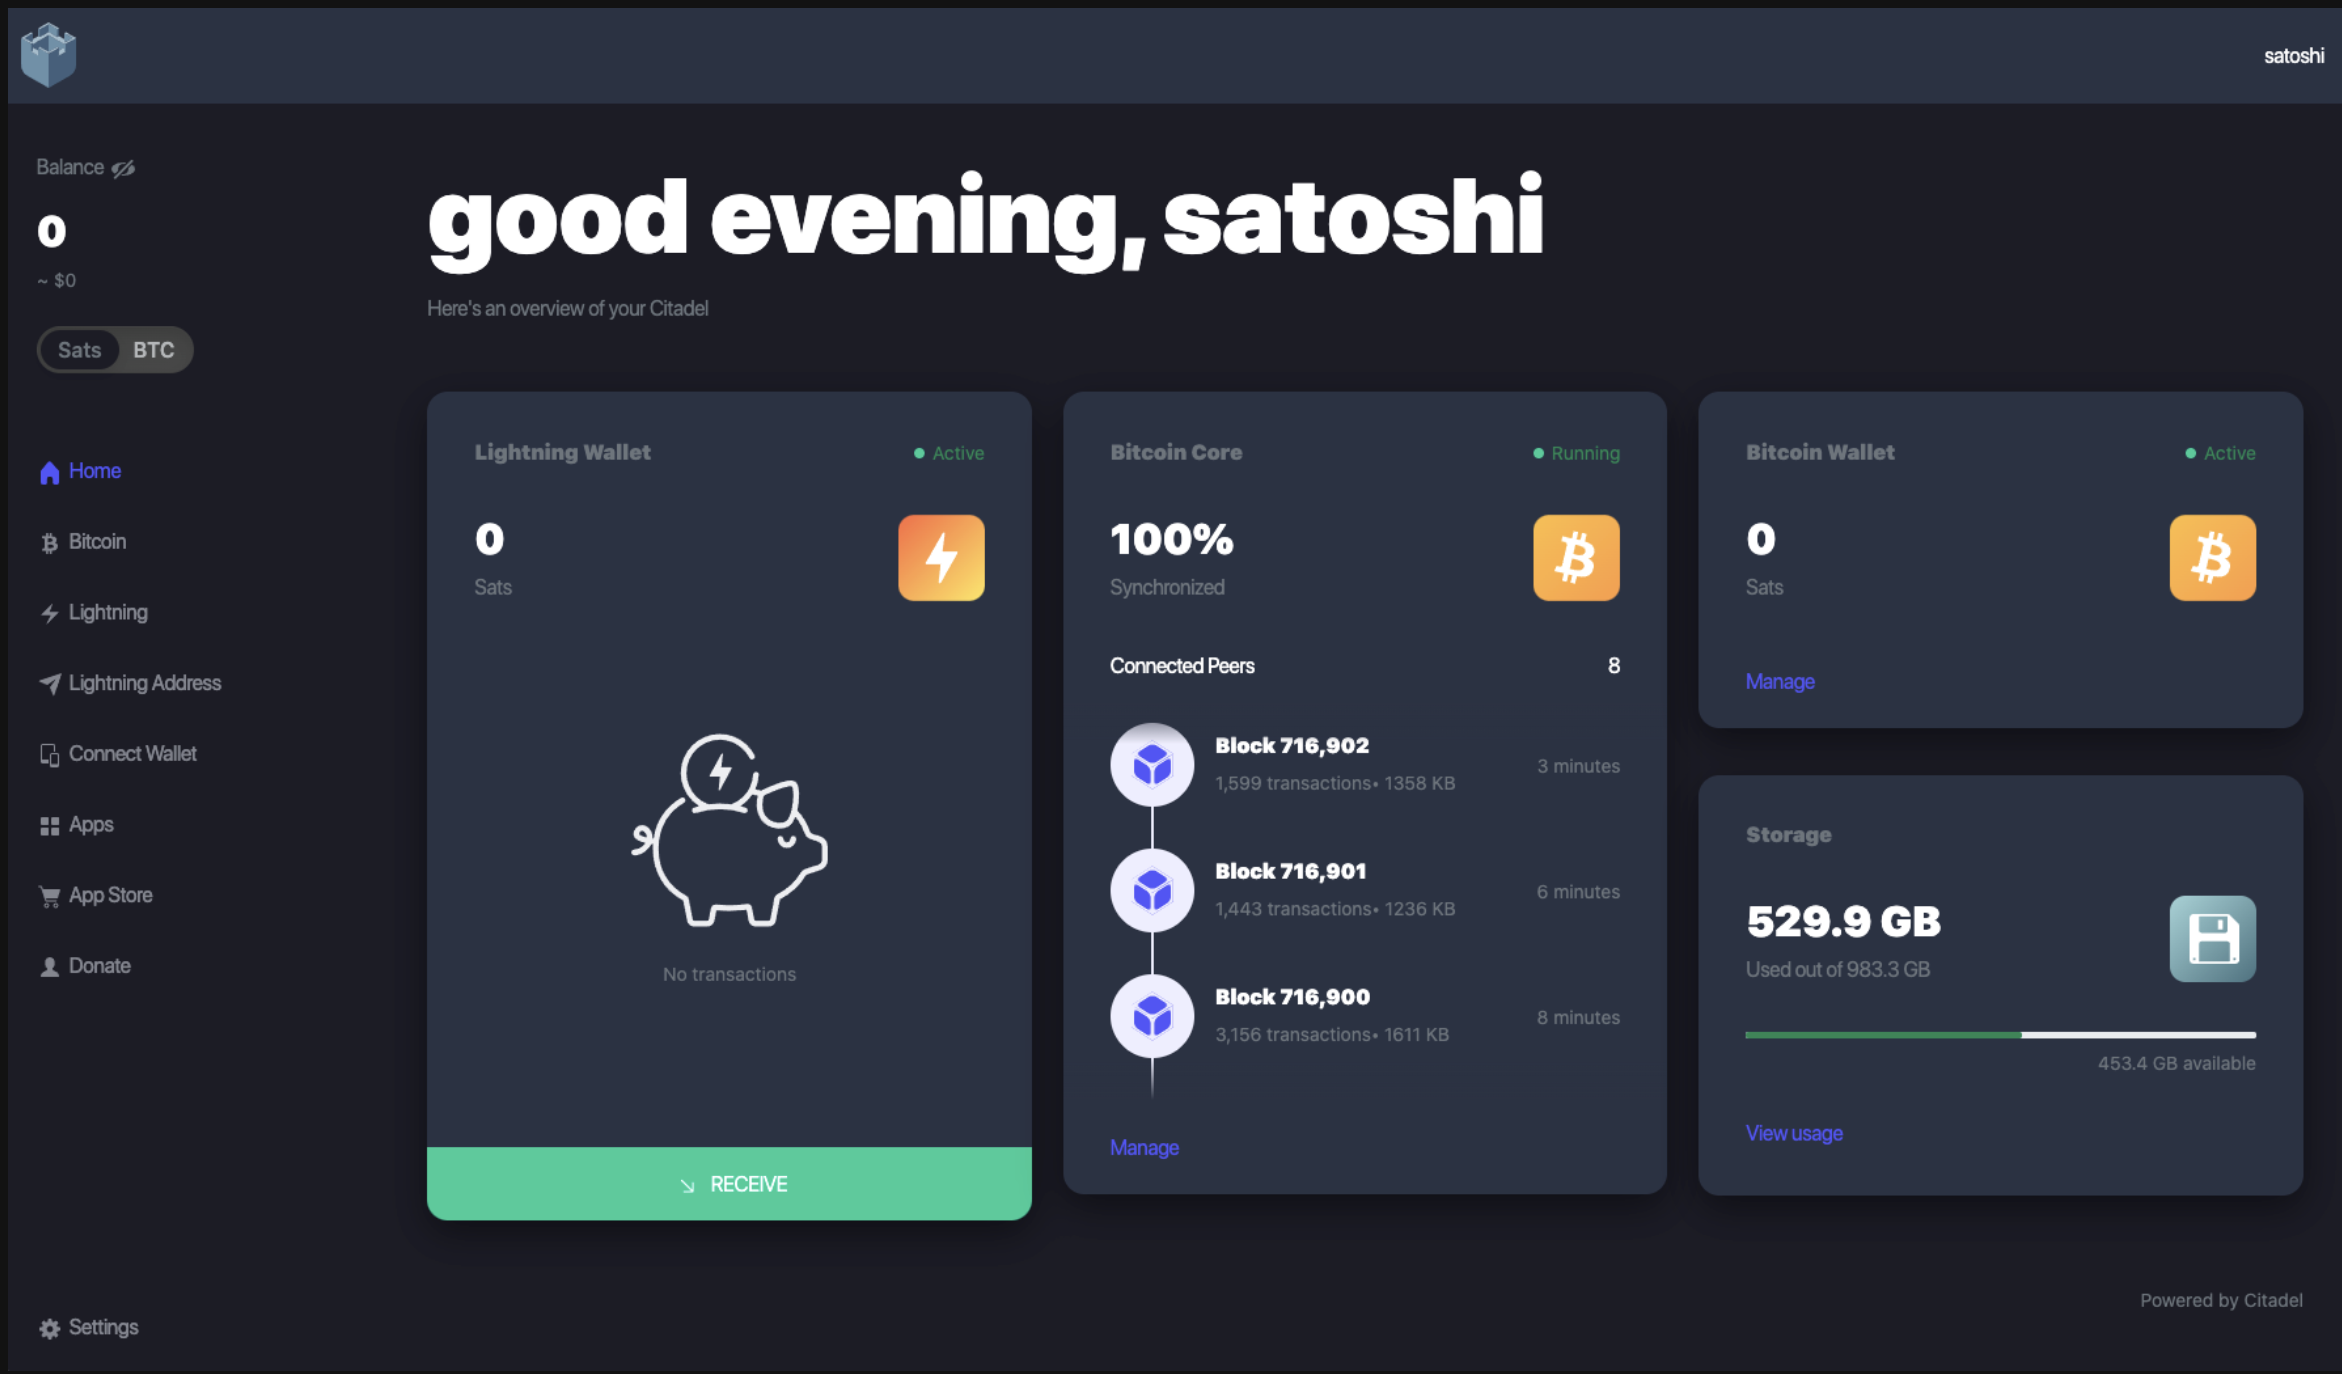 satoshi
Balance
0
~ $0
Sats BTC
Home
Bitcoin
Lightning
Lightning Address
Connect Wallet
Apps
App Store
Donate
Settings
good evening, satoshi
Here's an overview of your Citadel
Lightning Wallet
Active
0
Sats
No transactions
RECEIVE
Bitcoin Core
Running
100%
Synchronized
Connected Peers 8
Block 716,902
1,599 transactions• 1358 KB
3 minutes
Block 716,901
1,443 transactions• 1236 KB
6 minutes
Block 716,900
3,156 transactions• 1611 KB
8 minutes
Manage
Bitcoin Wallet
Active
0
Sats
Manage
Storage
529.9 GB
Used out of 983.3 GB
453.4 GB available
View usage
Powered by Citadel